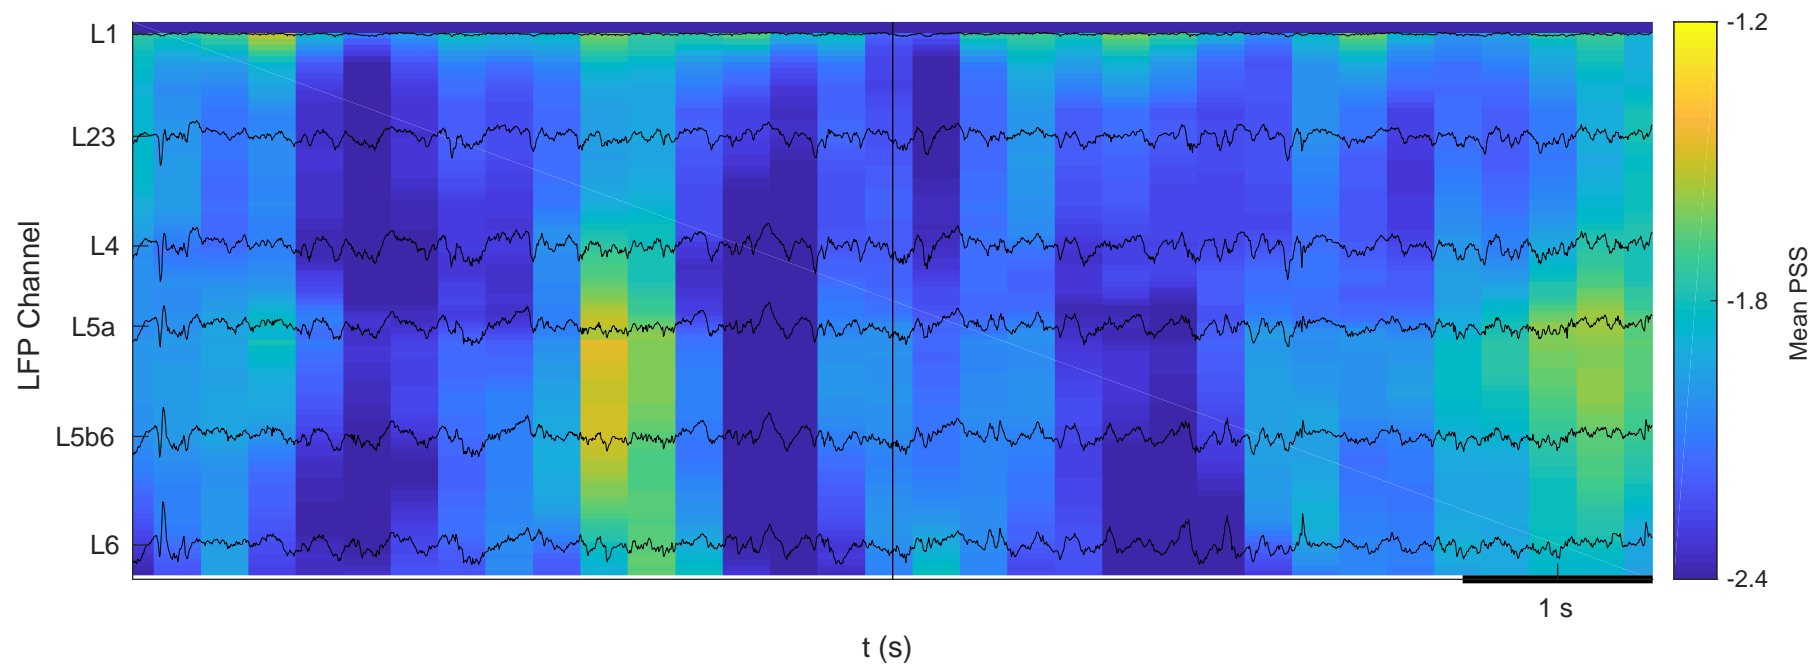 L1
L23
L4
L5a
L5b6
L6
LFP Channel
1 s
t (s)
-1.2
-1.8
-2.4
Mean PSS